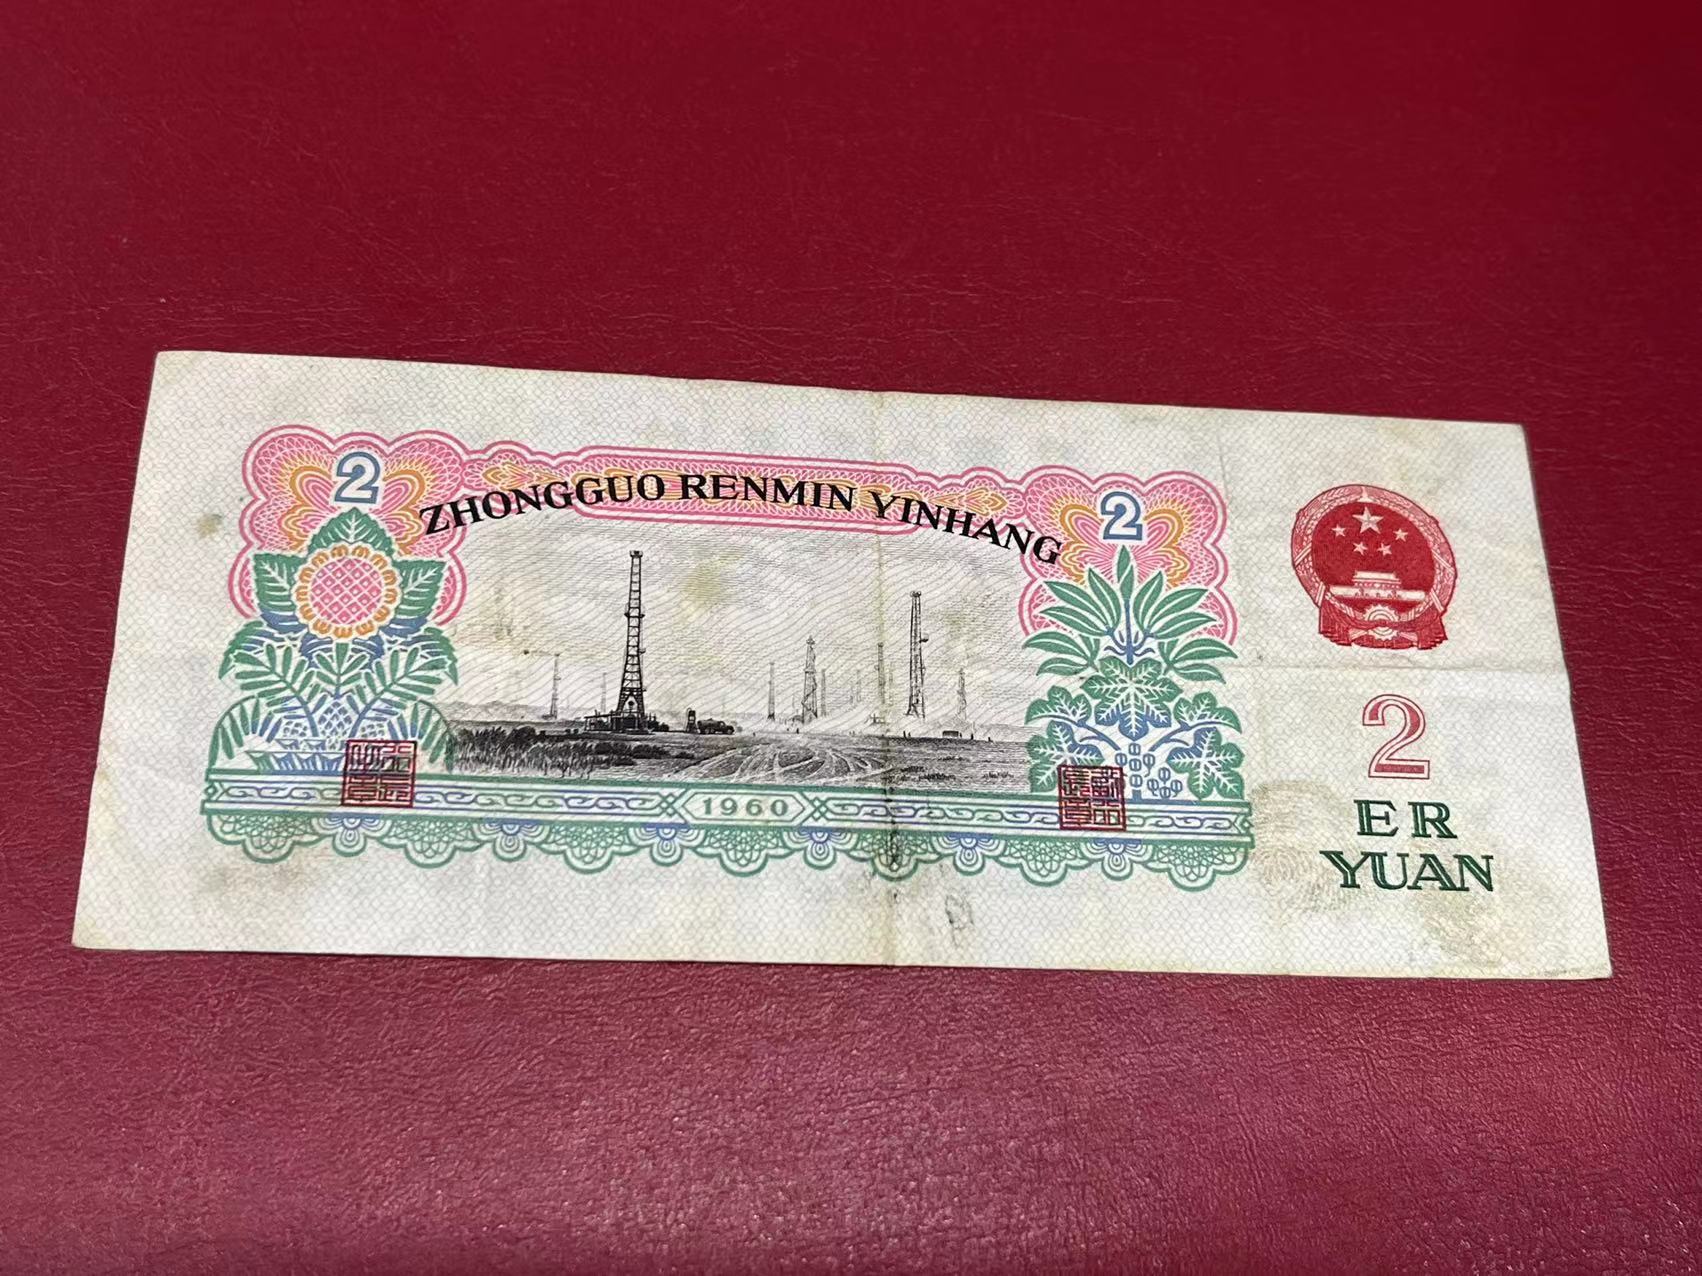 2
2
ZHONGGUO RENMIN YINHANG
2
ER
YUAN
1960